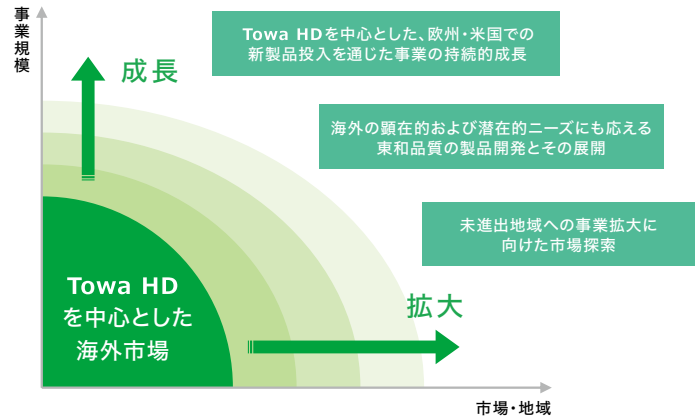 事業規模
成長
Towa HDを中心とした、欧州・米国での
新製品投入を通じた事業の持続的成長
海外の顕在的および潜在的ニーズにも応える
東和品質の製品開発とその展開
未進出地域への事業拡大に
向けた市場探索
Towa HD
を中心とした
海外市場
拡大
市場・地域